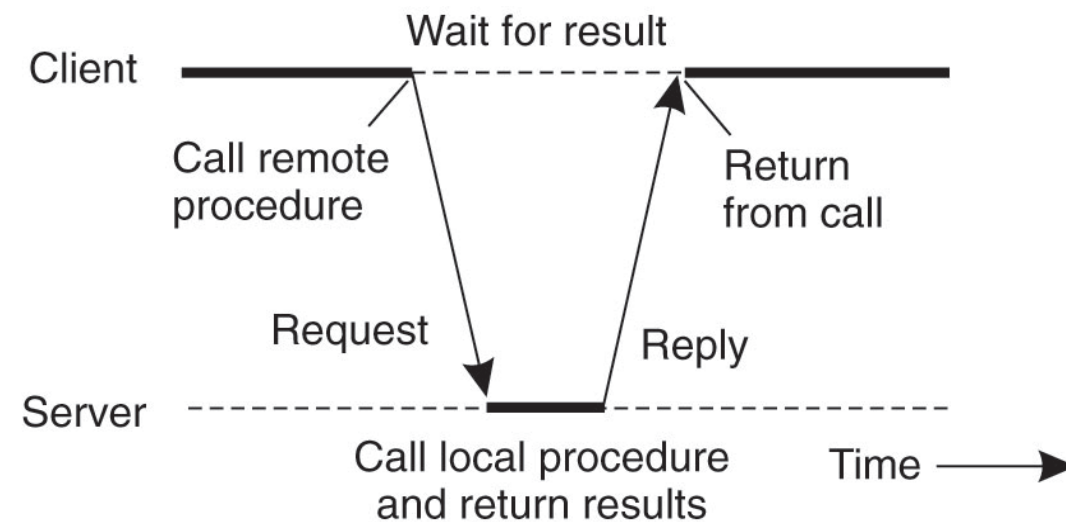 Wait for result
Client
Call remote
procedure
Return
from call
Request
Reply
Server
Call local procedure
and return results
Time